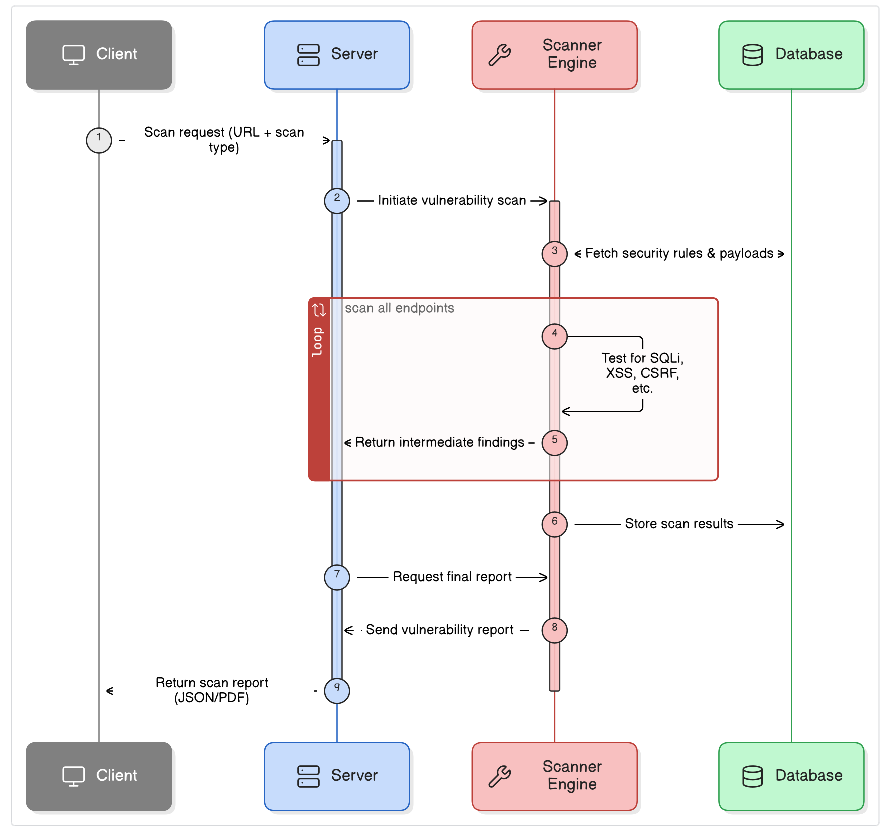 Client
Server
Scanner
Engine
Database
1
Scan request (URL + scan
type)
2
Initiate vulnerability scan
3
Fetch security rules & payloads
loop
scan all endpoints
4
Test for SQLi,
XSS, CSRF,
etc.
5
Return intermediate findings
6
Store scan results
7
Request final report
8
Send vulnerability report
9
Return scan report
(JSON/PDF)
Client
Server
Scanner
Engine
Database